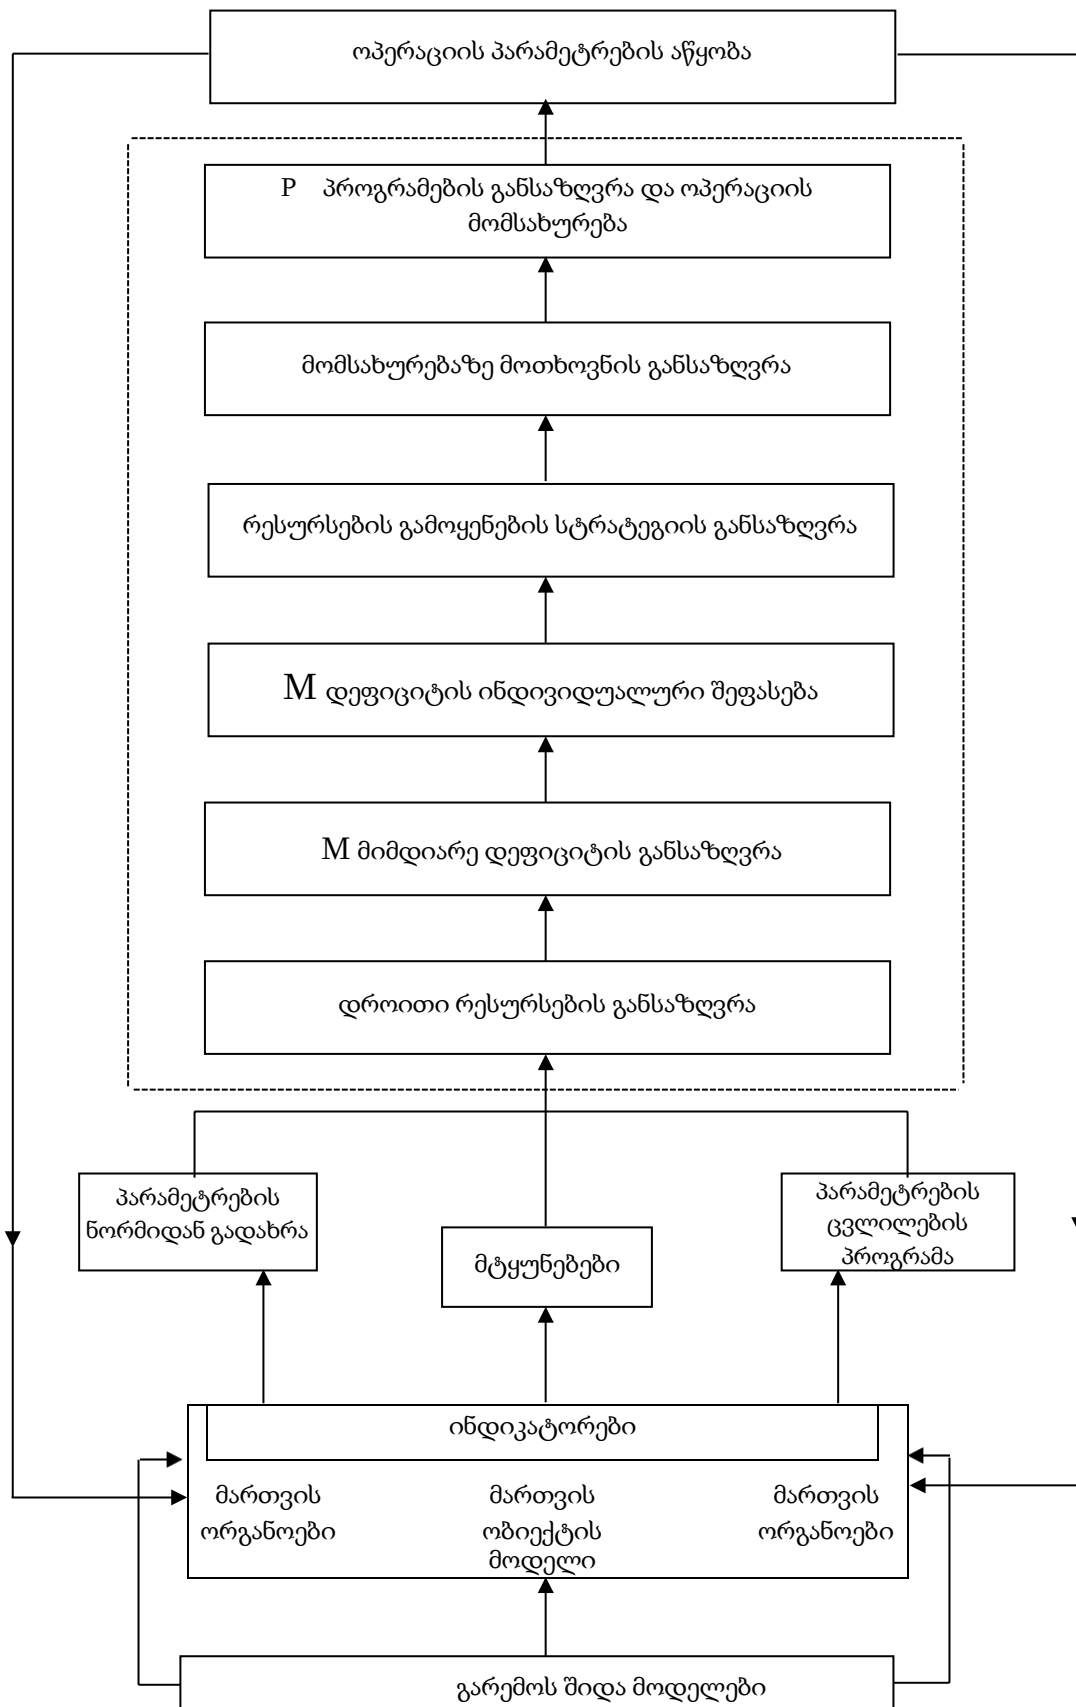 ოპერაციის პარამეტრების აწყობა
P პროგრამების განსაზღვრა და ოპერაციის
მომსახურება
მომსახურებაზე მოთხოვნის განსაზღვრა
რესურსების გამოყენების სტრატეგიის განსაზღვრა
M დეფიციტის ინდივიდუალური შეფასება
M მიმდიარე დეფიციტის განსაზღვრა
დროითი რესურსების განსაზღვრა
პარამეტრების
ნორმიდან გადახრა
მტყუნებები
პარამეტრების
ცვლილების
პროგრამა
ინდიკატორები
მართვის
ორგანოები
მართვის
ობიექტის
მოდელი
მართვის
ორგანოები
გარემოს შიდა მოდელები